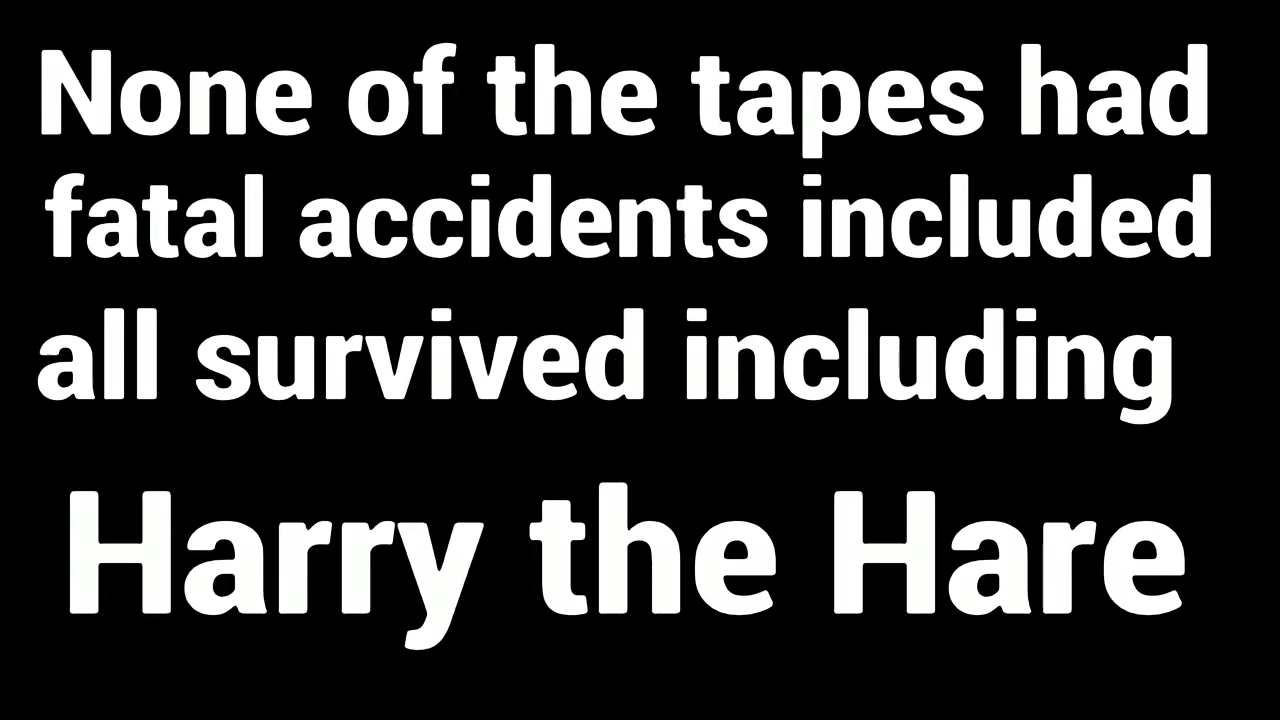 None of the tapes had
fatal accidents included
all survived including
Harry the Hare